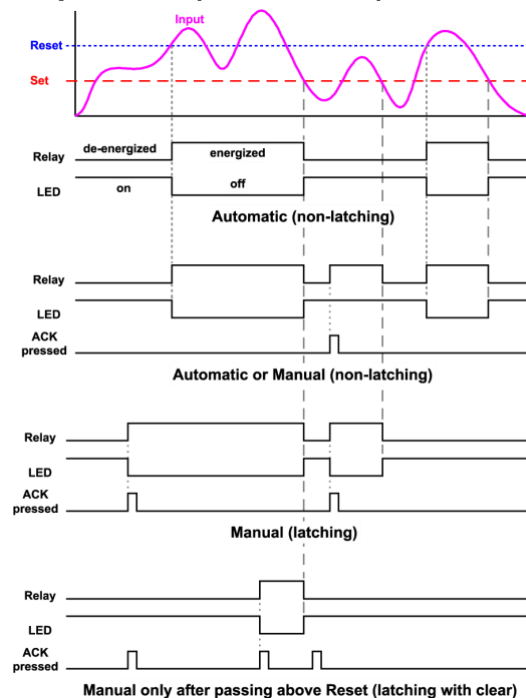 Input
Reset
Set
de-energized energized
Relay
LED on off
Automatic (non-latching)
Relay
LED
ACK
pressed
Automatic or Manual (non-latching)
Relay
LED
ACK
pressed
Manual (latching)
Relay
LED
ACK
pressed
Manual only after passing above Reset (latching with clear)